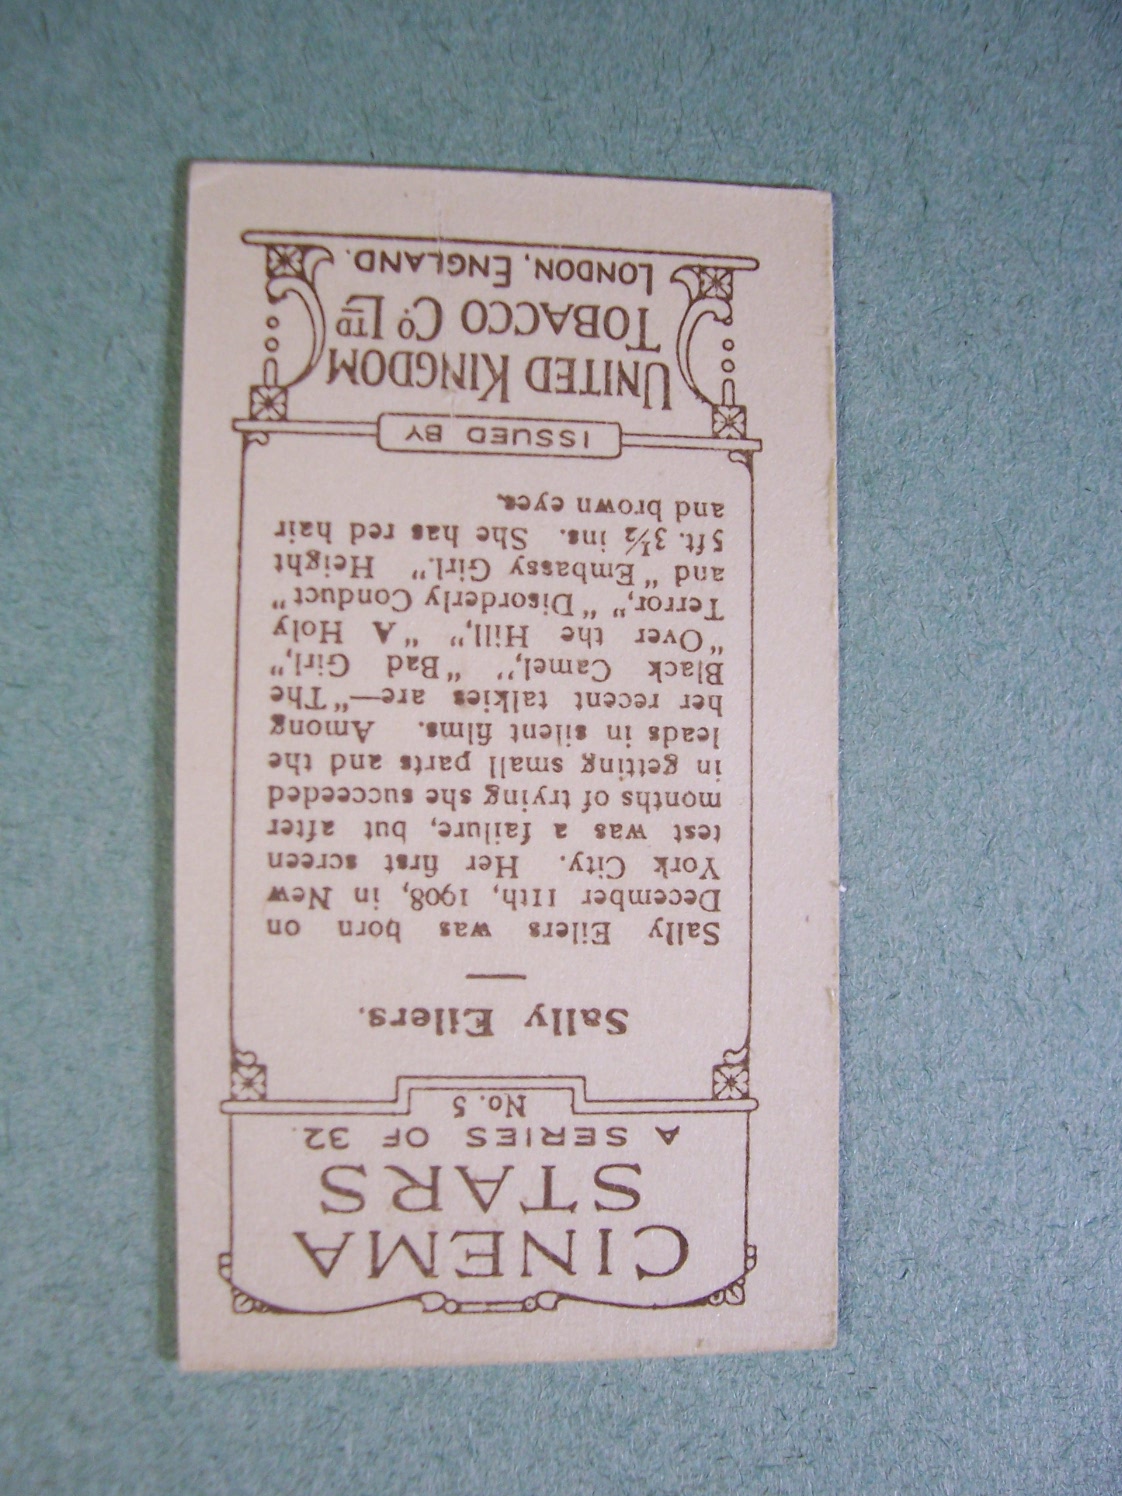 CINEMA
STARS
A SERIES OF 32.
No. 5
Sally Eilers.
Sally Eilers was born on
December 11th, 1908, in New
York City. Her first screen
test was a failure, but after
months of trying she succeeded
in getting small parts and the
leads in silent films. Among
her recent talkies are—"The
Black Camel," "Bad Girl,"
"Over the Hill," "A Holy
Terror," "Disorderly Conduct"
and "Embassy Girl." Height
5ft. 3½ ins. She has red hair
and brown eyes.
ISSUED BY
UNITED KINGDOM
TOBACCO CO LTD
LONDON, ENGLAND.